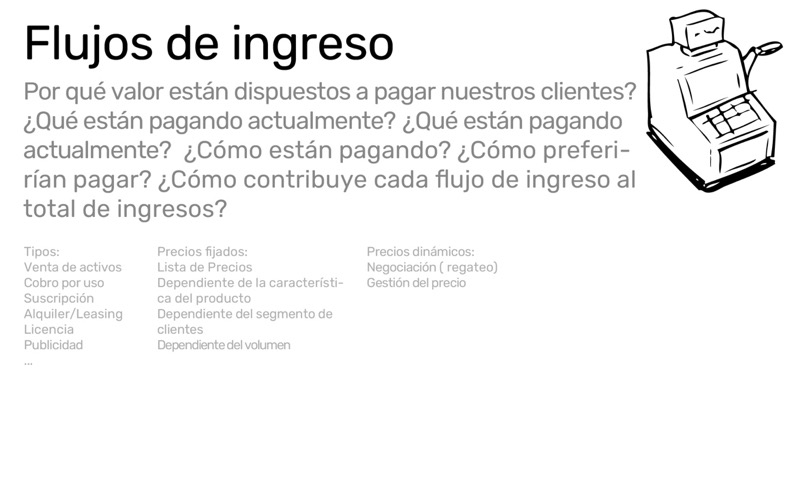 Flujos de ingreso
Por qué valor están dispuestos a pagar nuestros clientes?
¿Qué están pagando actualmente? ¿Qué están pagando
actualmente?  ¿Cómo están pagando? ¿Cómo preferi-
rían pagar? ¿Cómo contribuye cada flujo de ingreso al
total de ingresos?
Tipos:
Venta de activos
Cobro por uso
Suscripción
Alquiler/Leasing
Licencia
Publicidad
...
Precios fijados:
Lista de Precios
Dependiente de la característi-
ca del producto
Dependiente del segmento de
clientes
Dependiente del volumen
Precios dinámicos:
Negociación ( regateo)
Gestión del precio